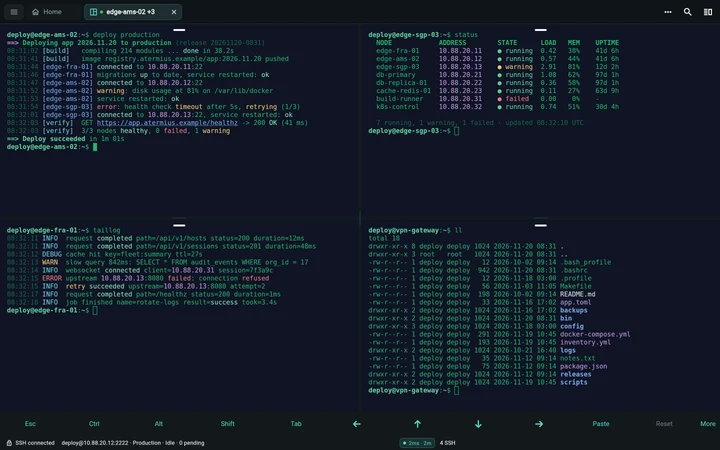 Home
edge-ams-02 +3
deploy@edge-ams-02:~$ deploy production
==> Deploying app 2026.11.20 to production (release 20261120-0831)
08:31:02 [build]   compiling 214 modules ... done in 38.2s
08:31:41 [build]   image registry.atermius.example/app:2026.11.20 pushed
08:31:44 [edge-fra-01] connected to 10.88.20.11:22
08:31:46 [edge-fra-01] migrations up to date, service restarted: ok
08:31:47 [edge-ams-02] connected to 10.88.20.12:22
08:31:52 [edge-ams-02] warning: disk usage at 81% on /var/lib/docker
08:31:52 [edge-ams-02] service restarted: ok
08:31:54 [edge-sgp-03] error: health check timeout after 5s, retrying (1/3)
08:32:01 [edge-sgp-03] connected to 10.88.20.13:22, service restarted: ok
08:32:03 [verify]  GET https://app.atermius.example/healthz -> 200 OK (41 ms)
08:32:03 [verify]  3/3 nodes healthy, 0 failed, 1 warning
==> Deploy succeeded in 1m 01s
deploy@edge-ams-02:~$
deploy@edge-sgp-03:~$ status
NODE ADDRESS STATE LOAD MEM UPTIME
edge-fra-01 10.88.20.11 ● running 0.42 38% 41d 6h
edge-ams-02 10.88.20.12 ● running 0.57 44% 41d 6h
edge-sgp-03 10.88.20.13 ● warning 2.91 81% 12d 2h
db-primary 10.88.20.21 ● running 1.08 62% 97d 1h
db-replica-01 10.88.20.22 ● running 0.36 58% 97d 1h
cache-redis-01 10.88.20.23 ● running 0.11 27% 63d 9h
build-runner 10.88.20.31 ● failed 0.00 0% -
k8s-control 10.88.20.32 ● running 0.74 51% 30d 4h
7 running, 1 warning, 1 failed - updated 08:32:10 UTC
deploy@edge-sgp-03:~$
deploy@edge-fra-01:~$ taillog
08:32:11 INFO  request completed path=/api/v1/hosts status=200 duration=12ms
08:32:11 INFO  request completed path=/api/v1/sessions status=201 duration=48ms
08:32:12 DEBUG cache hit key=fleet:summary ttl=27s
08:32:13 WARN  slow query 842ms: SELECT * FROM audit_events WHERE org_id = 17
08:32:14 INFO  websocket connected client=10.88.20.31 session=7f3a9c
08:32:15 ERROR upstream 10.88.20.13:8080 failed: connection refused
08:32:15 INFO  retry succeeded upstream=10.88.20.13:8080 attempt=2
08:32:17 INFO  request completed path=/healthz status=200 duration=1ms
08:32:18 INFO  job finished name=rotate-logs result=success took=3.4s
deploy@edge-fra-01:~$
deploy@vpn-gateway:~$ ll
total 18
drwxr-xr-x 8 deploy deploy 1024 2026-11-20 08:31 .
drwxr-xr-x 3 root   root   1024 2026-11-20 08:31 ..
-rw-r--r-- 1 deploy deploy   12 2026-10-02 09:14 .bash_profile
-rw-r--r-- 1 deploy deploy  942 2026-11-20 08:31 .bashrc
-rw-r--r-- 1 deploy deploy   12 2026-11-18 03:00 .profile
-rw-r--r-- 1 deploy deploy   56 2026-11-03 11:05 Makefile
-rw-r--r-- 1 deploy deploy  198 2026-10-02 09:14 README.md
-rw-r--r-- 1 deploy deploy   33 2026-11-16 17:02 app.toml
drwxr-xr-x 2 deploy deploy 1024 2026-11-16 17:02 backups
drwxr-xr-x 2 deploy deploy 1024 2026-11-20 08:31 bin
drwxr-xr-x 3 deploy deploy 1024 2026-11-18 03:00 config
-rw-r--r-- 1 deploy deploy  291 2026-11-19 10:45 docker-compose.yml
-rw-r--r-- 1 deploy deploy  193 2026-11-19 10:45 inventory.yml
drwxr-xr-x 2 deploy deploy 1024 2026-10-21 16:40 logs
-rw-r--r-- 1 deploy deploy   35 2026-11-12 09:14 notes.txt
-rw-r--r-- 1 deploy deploy   75 2026-11-12 09:14 package.json
drwxr-xr-x 2 deploy deploy 1024 2026-11-12 09:14 releases
drwxr-xr-x 2 deploy deploy 1024 2026-11-19 10:45 scripts
deploy@vpn-gateway:~$
Esc Ctrl Alt Shift Tab ← ↑ ↓ → Paste Reset More
SSH connected deploy@10.88.20.12:2222 · Production · Idle · 0 pending 2ms 2m 4 SSH